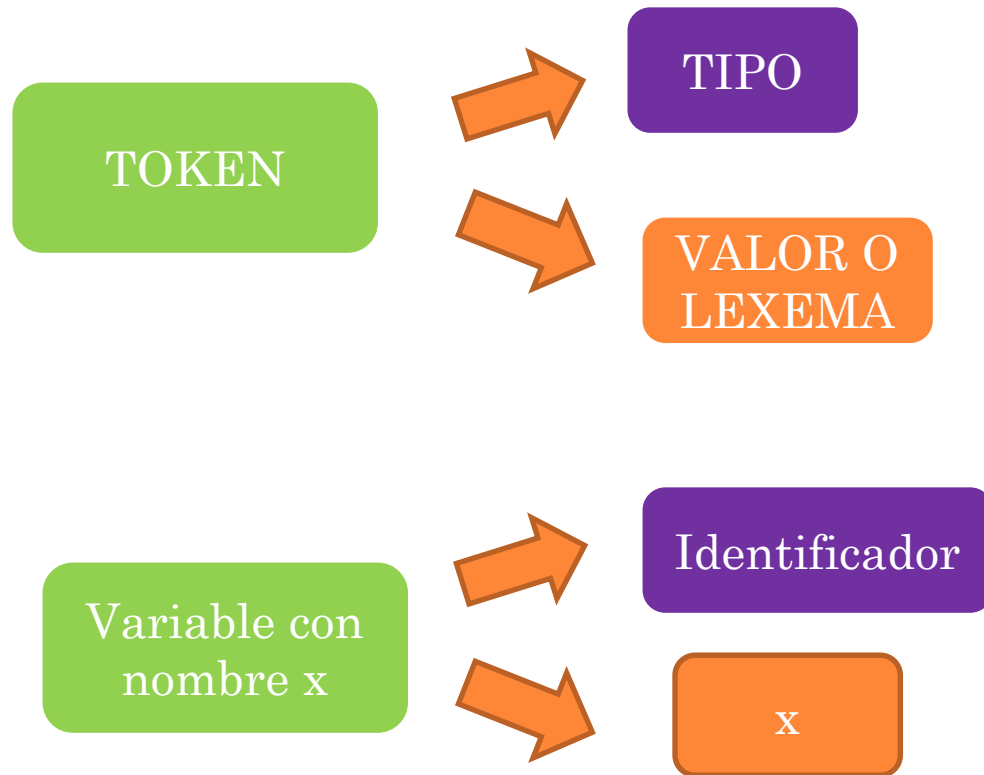 TOKEN
TIPO
VALOR O
LEXEMA
Variable con
nombre x
Identificador
x